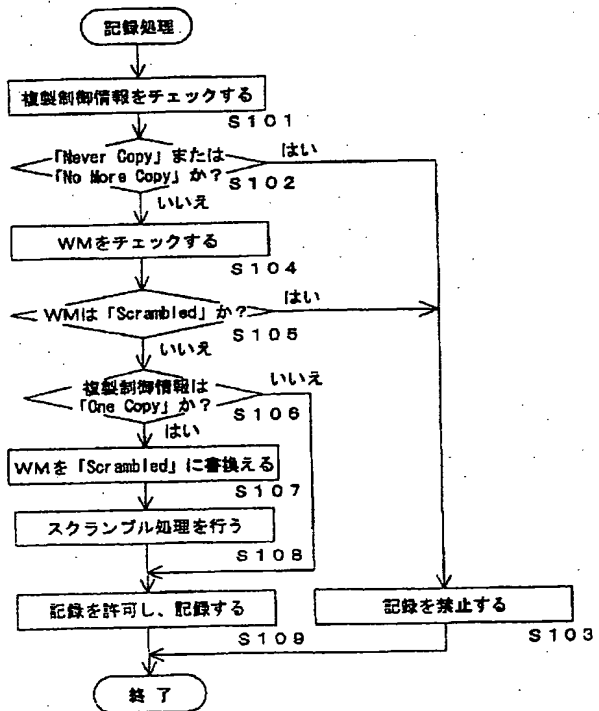 記録処理
複製制御情報をチェックする
S101
「Never Copy」または
「No More Copy」か?
はい
S102
いいえ
WMをチェックする
S104
WMは「Scrambled」か?
はい
S105
いいえ
複製制御情報は
「One Copy」か?
いいえ
S106
はい
WMを「Scrambled」に書換える
S107
スクランブル処理を行う
S108
記録を許可し、記録する
S109
記録を禁止する
S103
終了